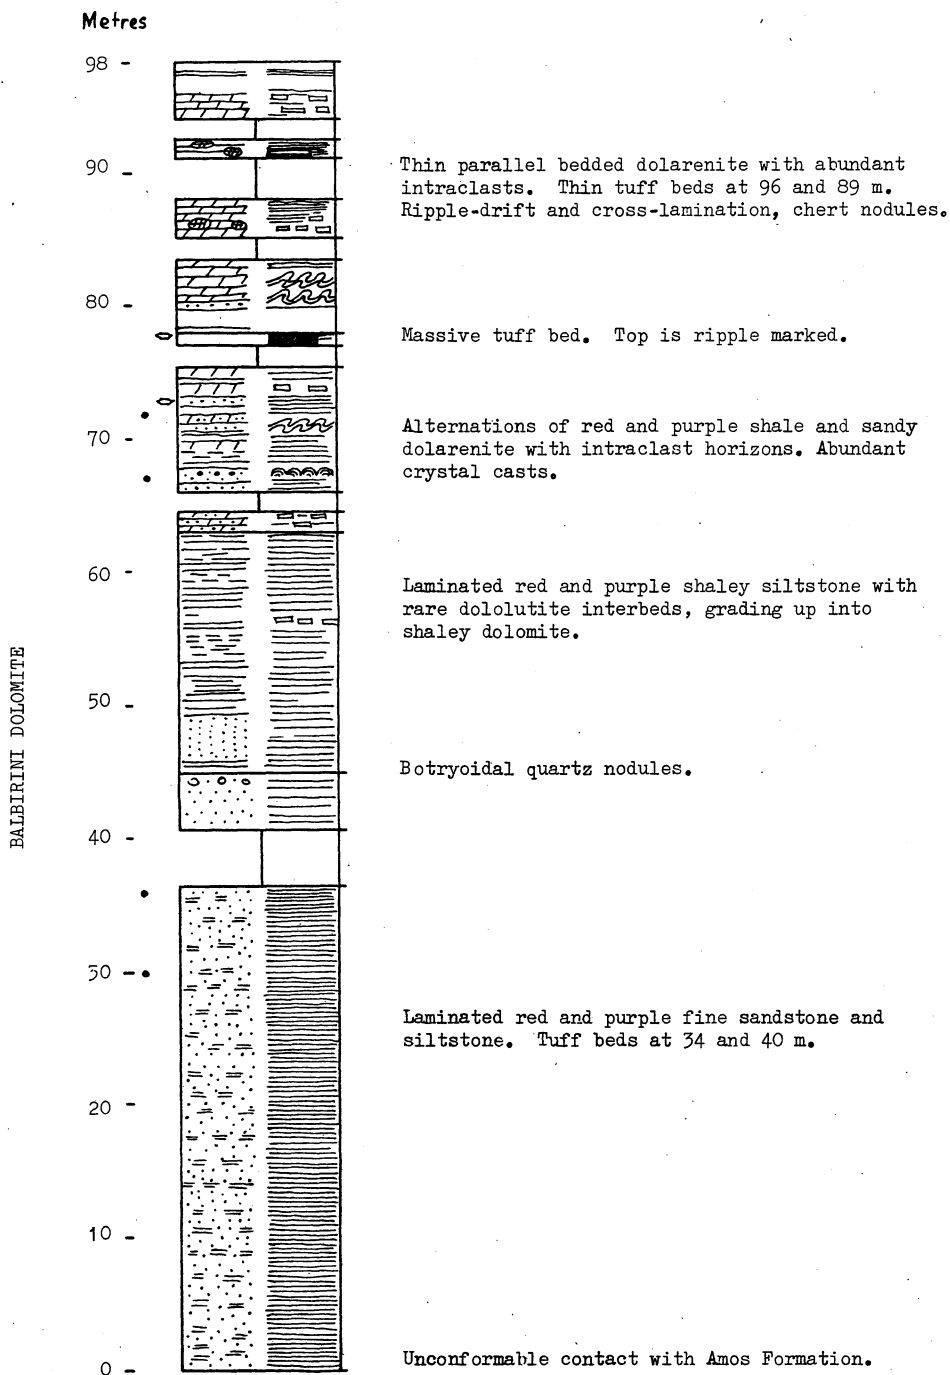 Metres
98
90
Thin parallel bedded dolarenite with abundant
intraclasts. Thin tuff beds at 96 and 89 m.
Ripple-drift and cross-lamination, chert nodules.
80
Massive tuff bed. Top is ripple marked.
70
Alternations of red and purple shale and sandy
dolarenite with intraclast horizons. Abundant
crystal casts.
60
Laminated red and purple shaley siltstone with
rare dololutite interbeds, grading up into
shaley dolomite.
50
BALBIRINI DOLOMITE
Botryoidal quartz nodules.
40
30
Laminated red and purple fine sandstone and
siltstone. Tuff beds at 34 and 40 m.
20
10
Unconformable contact with Amos Formation.
0